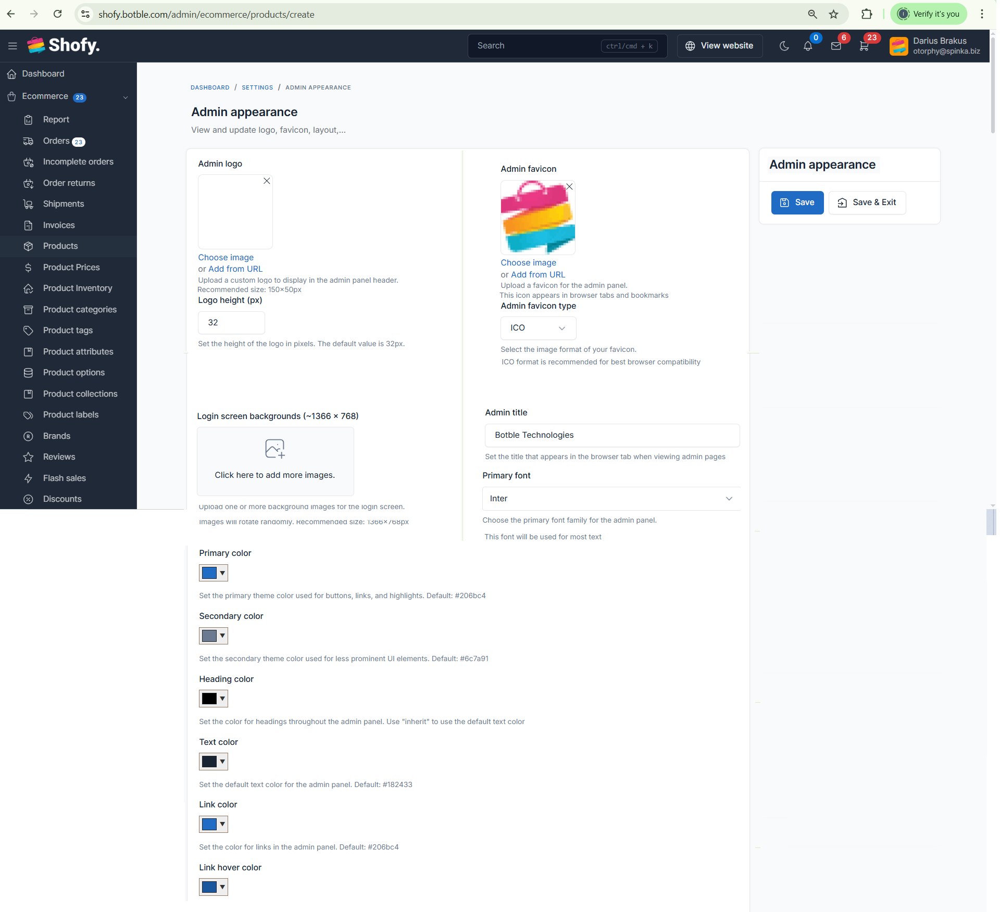 shofy.botble.com/admin/ecommerce/products/create
Verify it's you
Shofy.
Search
ctrl/cmd + k
View website
0
6
23
Darius Brakus
otorphy@spinka.biz
Dashboard
Ecommerce 23
Report
Orders 23
Incomplete orders
Order returns
Shipments
Invoices
Products
Product Prices
Product Inventory
Product categories
Product tags
Product attributes
Product options
Product collections
Product labels
Brands
Reviews
Flash sales
Discounts
DASHBOARD / SETTINGS / ADMIN APPEARANCE
Admin appearance
View and update logo, favicon, layout,...
Admin logo
Choose image
or Add from URL
Upload a custom logo to display in the admin panel header.
Recommended size: 150×50px
Logo height (px)
32
Set the height of the logo in pixels. The default value is 32px.
Admin favicon
Choose image
or Add from URL
Upload a favicon for the admin panel.
This icon appears in browser tabs and bookmarks
Admin favicon type
ICO
Select the image format of your favicon.
ICO format is recommended for best browser compatibility
Admin appearance
Save
Save & Exit
Login screen backgrounds (~1366 × 768)
Click here to add more images.
Upload one or more background images for the login screen.
Images will rotate randomly. Recommended size: 1366×768px
Admin title
Botble Technologies
Set the title that appears in the browser tab when viewing admin pages
Primary font
Inter
Choose the primary font family for the admin panel.
This font will be used for most text
Primary color
Set the primary theme color used for buttons, links, and highlights. Default: #206bc4
Secondary color
Set the secondary theme color used for less prominent UI elements. Default: #6c7a91
Heading color
Set the color for headings throughout the admin panel. Use "inherit" to use the default text color
Text color
Set the default text color for the admin panel. Default: #182433
Link color
Set the color for links in the admin panel. Default: #206bc4
Link hover color